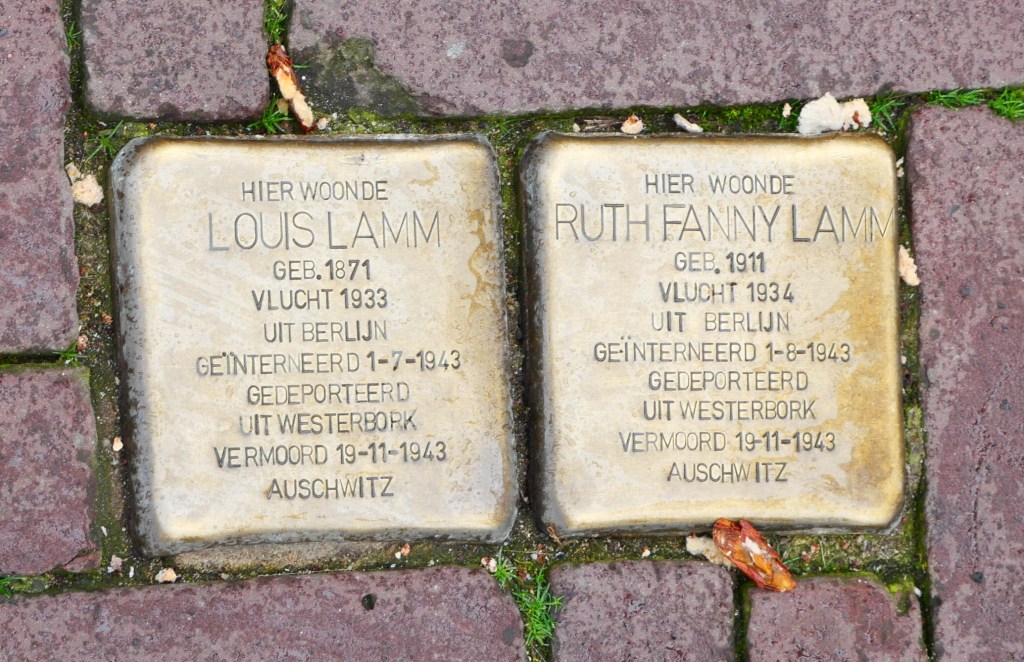 HIER WOONDE
LOUIS LAMM
GEB. 1871
VLUCHT 1933
UIT BERLIJN
GEÏNTERNEERD 1-7-1943
GEDEPORTEERD
UIT WESTERBORK
VERMOORD 19-11-1943
AUSCHWITZ
HIER WOONDE
RUTH FANNY LAMM
GEB. 1911
VLUCHT 1934
UIT BERLIJN
GEÏNTERNEERD 1-8-1943
GEDEPORTEERD
UIT WESTERBORK
VERMOORD 19-11-1943
AUSCHWITZ